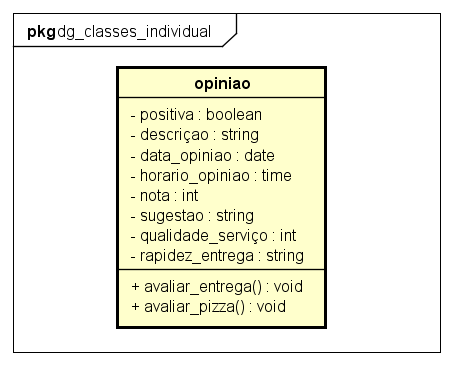 pkg dg_classes_individual
opiniao
- positiva : boolean
- descriçao : string
- data_opiniao : date
- horario_opiniao : time
- nota : int
- sugestao : string
- qualidade_serviço : int
- rapidez_entrega : string
+ avaliar_entrega() : void
+ avaliar_pizza() : void